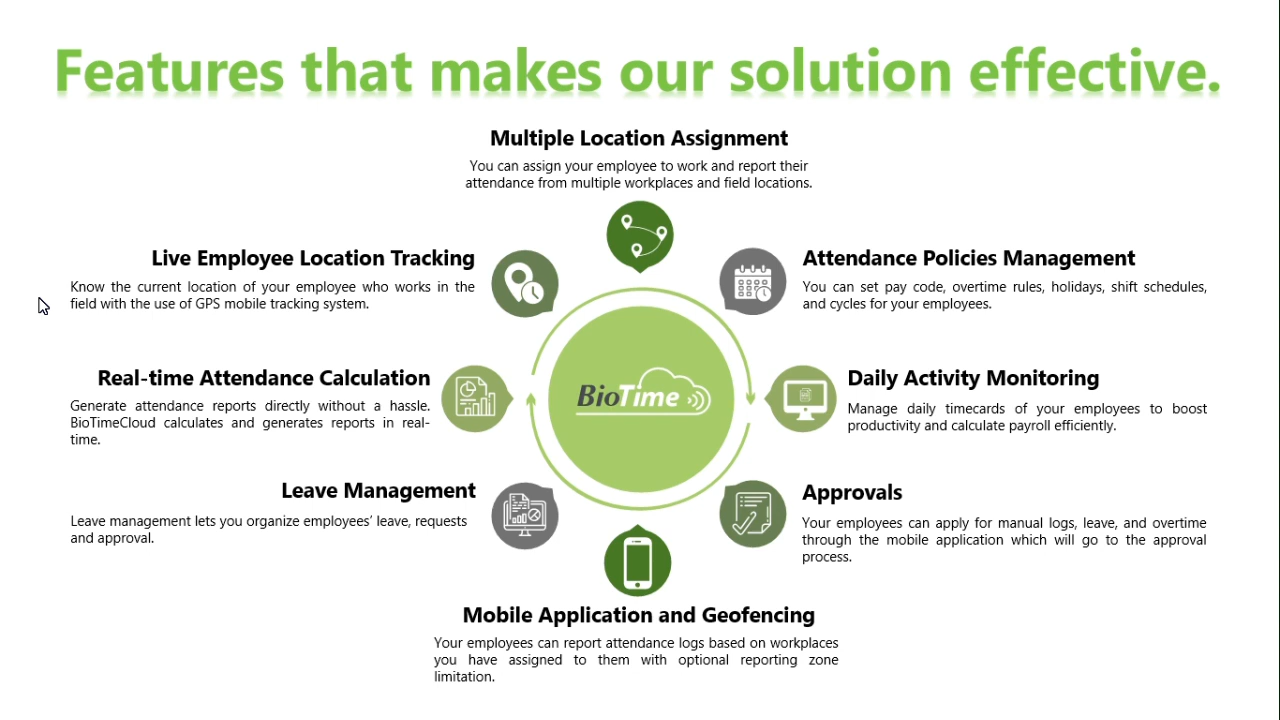 Features that makes our solution effective.
Multiple Location Assignment
You can assign your employee to work and report their
attendance from multiple workplaces and field locations.
Live Employee Location Tracking
Know the current location of your employee who works in the
field with the use of GPS mobile tracking system.
Attendance Policies Management
You can set pay code, overtime rules, holidays, shift schedules,
and cycles for your employees.
Real-time Attendance Calculation
Generate attendance reports directly without a hassle.
BioTimeCloud calculates and generates reports in real-
time.
BioTime
Daily Activity Monitoring
Manage daily timecards of your employees to boost
productivity and calculate payroll efficiently.
Leave Management
Leave management lets you organize employees’ leave, requests
and approval.
Approvals
Your employees can apply for manual logs, leave, and overtime
through the mobile application which will go to the approval
process.
Mobile Application and Geofencing
Your employees can report attendance logs based on workplaces
you have assigned to them with optional reporting zone
limitation.